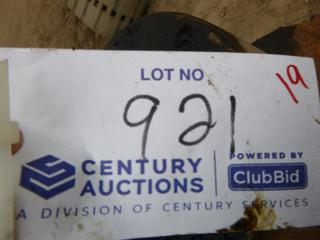 LOT NO
19
921
CENTURY AUCTIONS
POWERED BY
ClubBid
A DIVISION OF CENTURY SERVICES